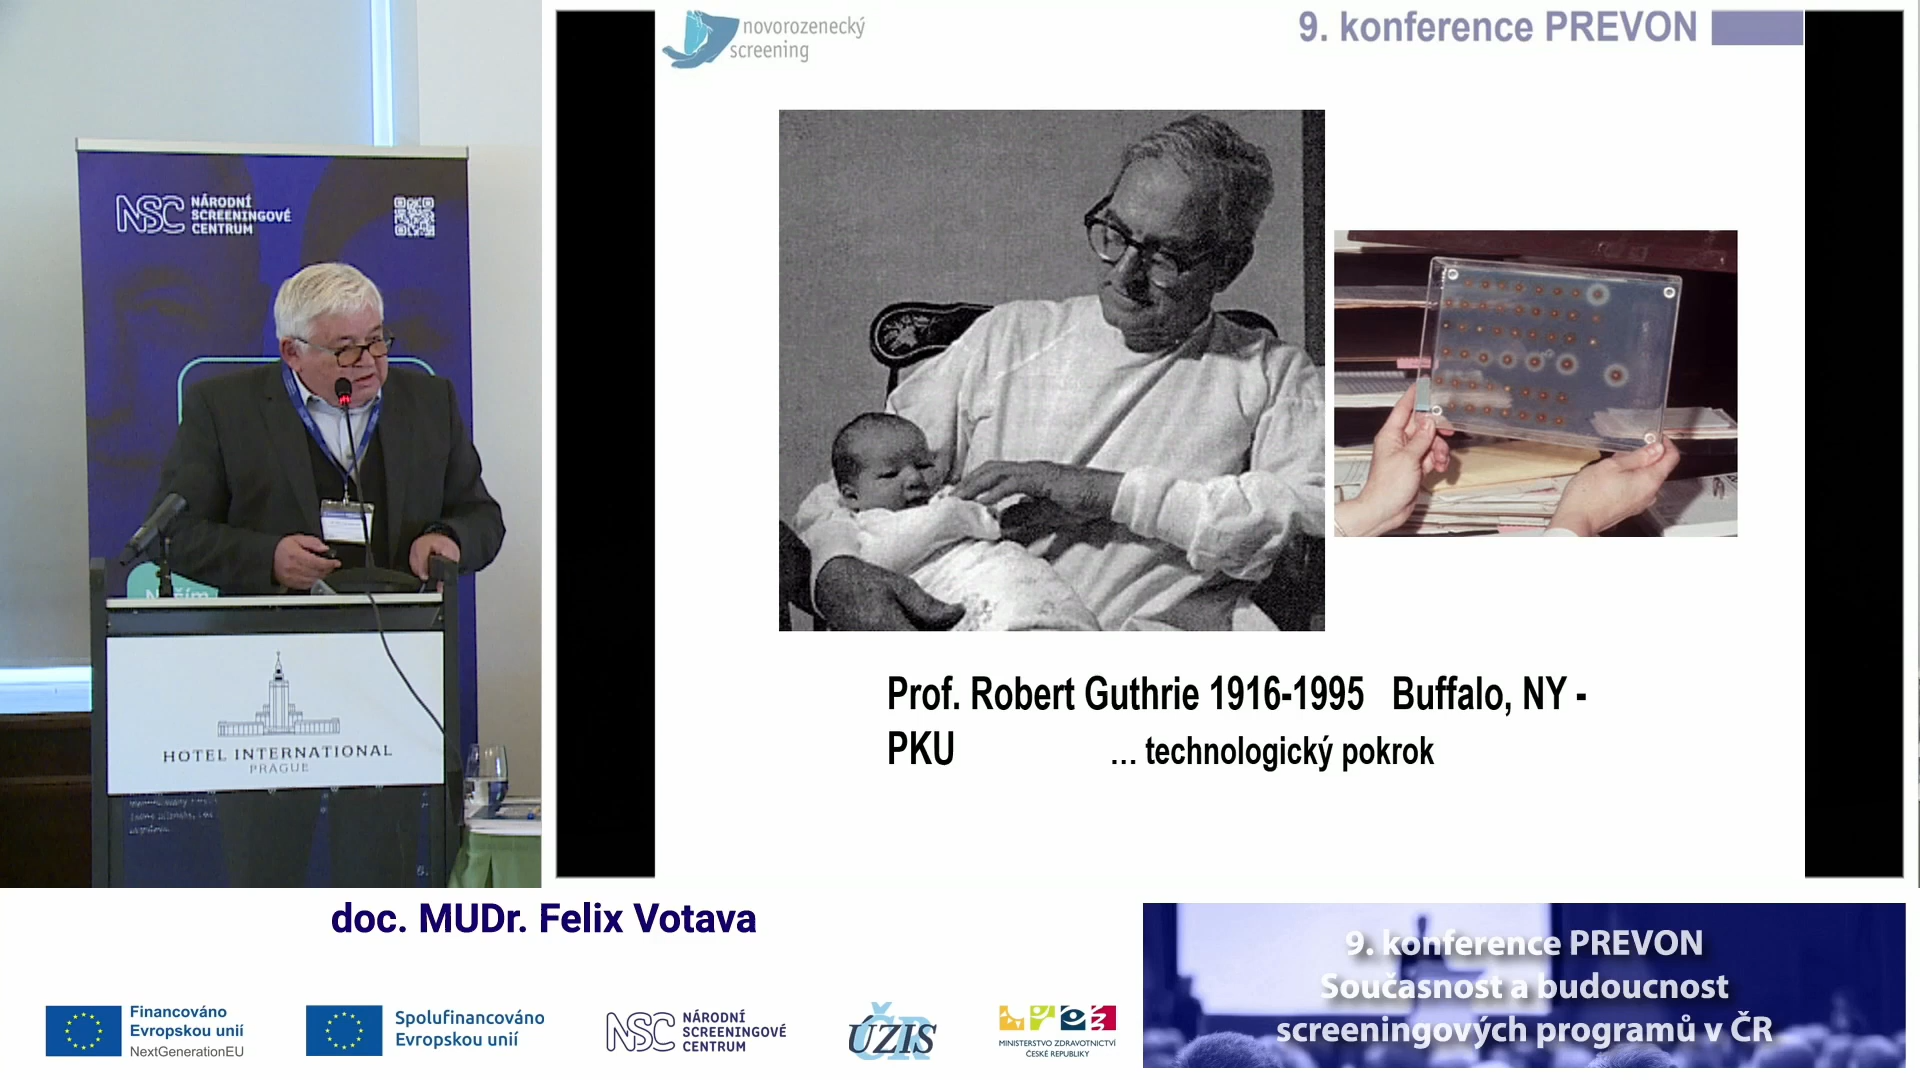 novorozenecký
screening
9. konference PREVON
NSC NÁRODNÍ
SCREENINGOVÉ
CENTRUM
HOTEL INTERNATIONAL
PRAGUE
Prof. Robert Guthrie 1916-1995 Buffalo, NY -
PKU ... technologický pokrok
doc. MUDr. Felix Votava
9. konference PREVON
Současnost a budoucnost
screeningových programů v ČR
Financováno
Evropskou unií
NextGenerationEU
Spolufinancováno
Evropskou unií
NSC NÁRODNÍ
SCREENINGOVÉ
CENTRUM
ÚZIS
ČR
MINISTERSTVO ZDRAVOTNICTVÍ
ČESKÉ REPUBLIKY